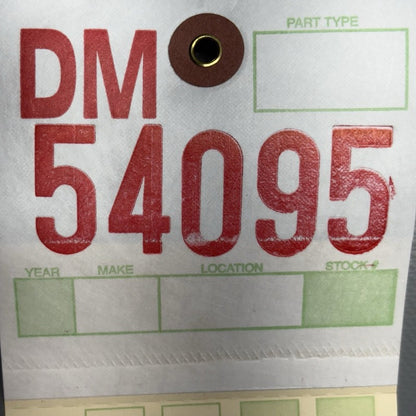 PART TYPE
DM
54095
YEAR MAKE LOCATION STOCK #